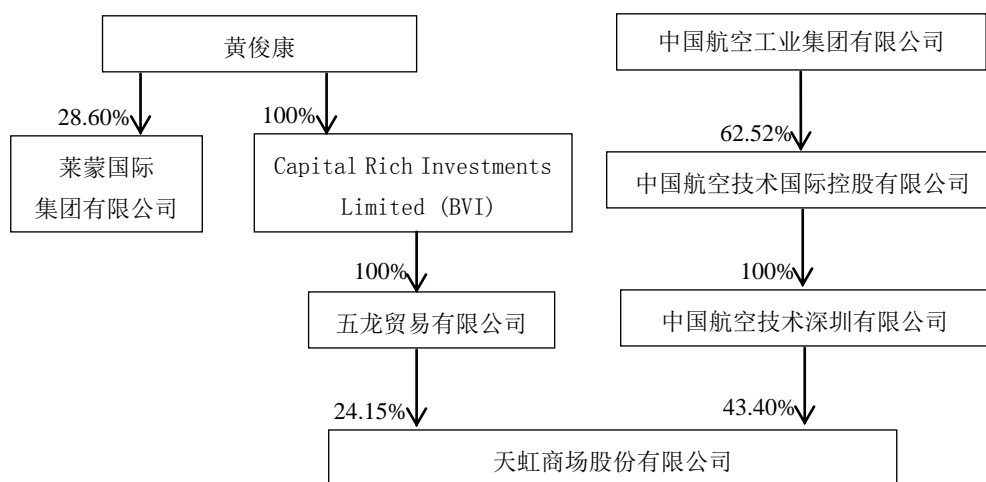 黄俊康
中国航空工业集团有限公司
28.60%
100%
62.52%
莱蒙国际
集团有限公司
Capital Rich Investments
Limited (BVI)
中国航空技术国际控股有限公司
100%
100%
五龙贸易有限公司
中国航空技术深圳有限公司
24.15%
43.40%
天虹商场股份有限公司